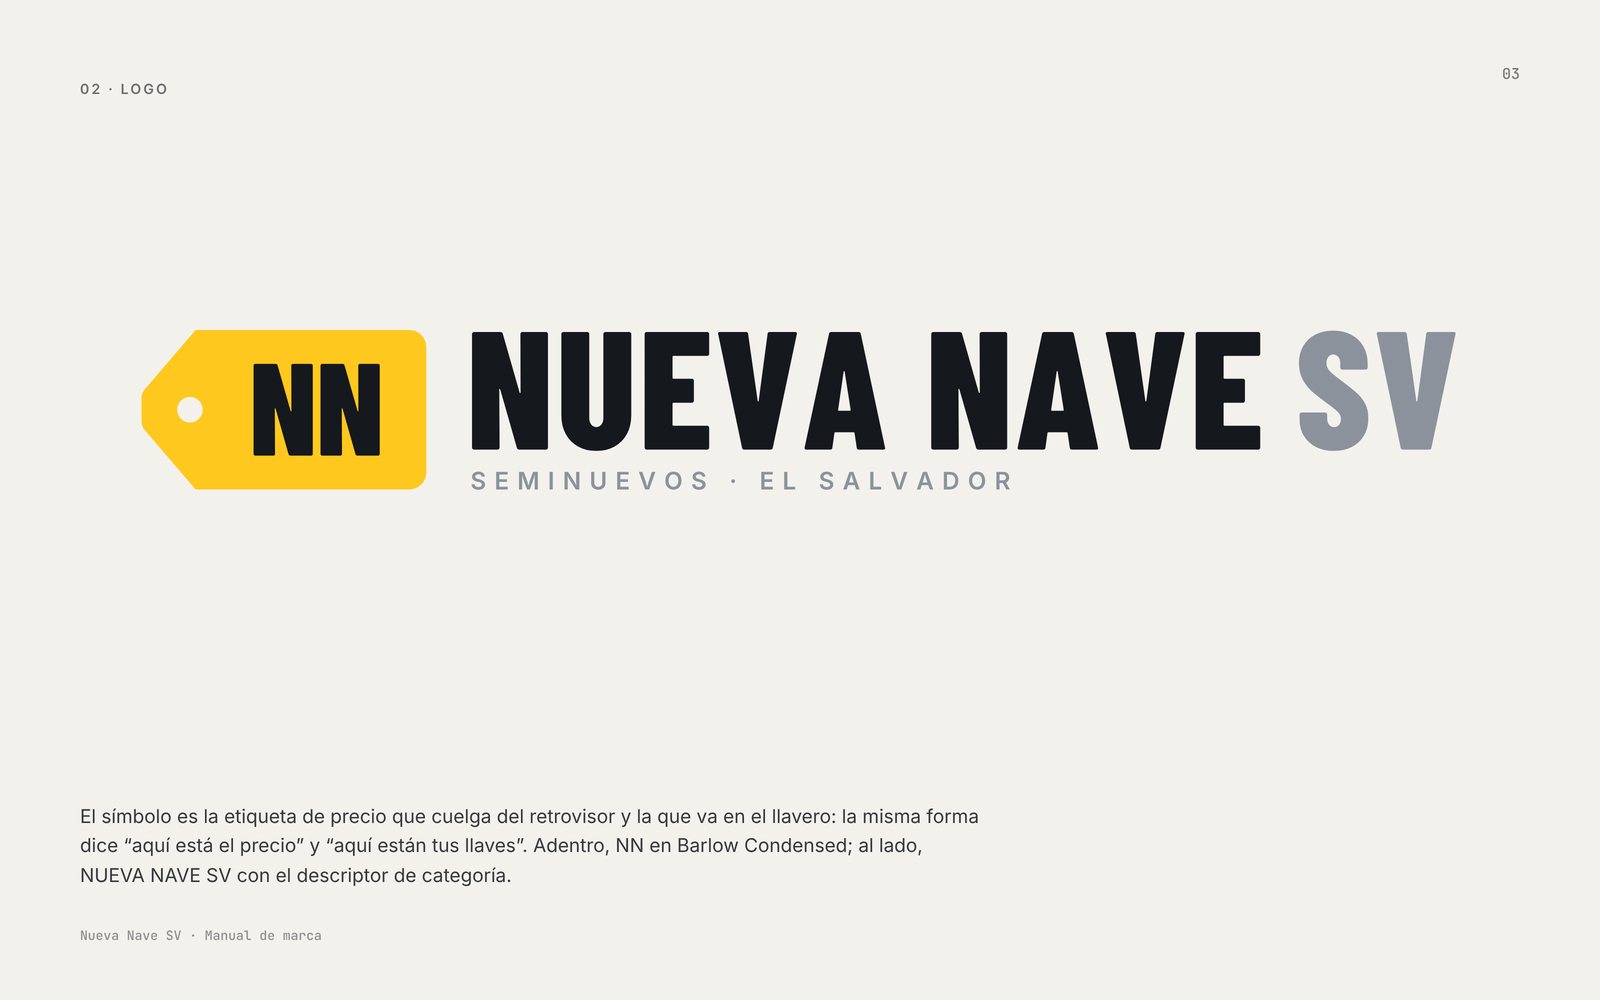 02 · LOGO
03
NN
NUEVA NAVE SV
SEMINUEVOS · EL SALVADOR
El símbolo es la etiqueta de precio que cuelga del retrovisor y la que va en el llavero: la misma forma
dice “aquí está el precio” y “aquí están tus llaves”. Adentro, NN en Barlow Condensed; al lado,
NUEVA NAVE SV con el descriptor de categoría.
Nueva Nave SV · Manual de marca